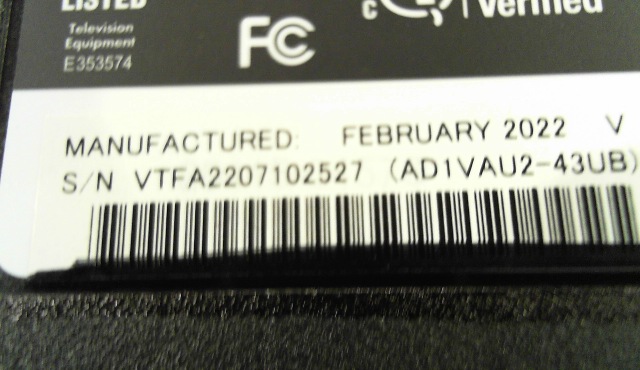 LISTED
Television
Equipment
E353574
FC
C
Verified
MANUFACTURED: FEBRUARY 2022 V
S/N VTFA2207102527 (AD1VAU2-43UB)